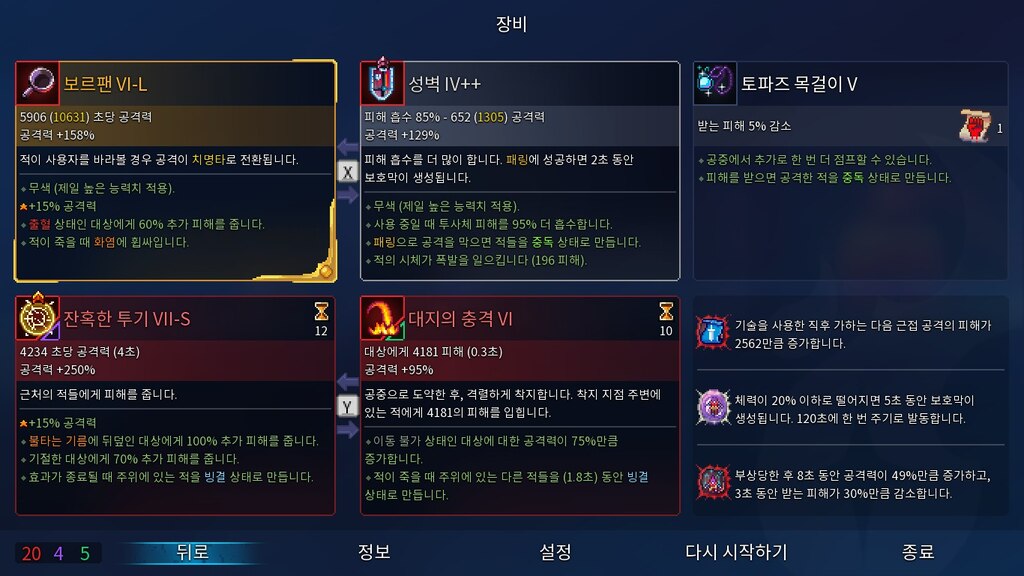 장비
보르팬 VI-L
5906 (10631) 초당 공격력
공격력 +158%
적이 사용자를 바라볼 경우 공격이 치명타로 전환됩니다.
무색 (제일 높은 능력치 적용).
+15% 공격력
출혈 상태인 대상에게 60% 추가 피해를 줍니다.
적이 죽을 때 화염에 휩싸입니다.
X
성벽 IV++
피해 흡수 85% - 652 (1305) 공격력
공격력 +129%
피해 흡수를 더 많이 합니다. 패링에 성공하면 2초 동안
보호막이 생성됩니다.
무색 (제일 높은 능력치 적용).
사용 중일 때 투사체 피해를 95% 더 흡수합니다.
패링으로 공격을 막으면 적들을 중독 상태로 만듭니다.
적의 시체가 폭발을 일으킵니다 (196 피해).
토파즈 목걸이 V
받는 피해 5% 감소
1
공중에서 추가로 한 번 더 점프할 수 있습니다.
피해를 받으면 공격한 적을 중독 상태로 만듭니다.
잔혹한 투기 VII-S
12
4234 초당 공격력 (4초)
공격력 +250%
근처의 적들에게 피해를 줍니다.
+15% 공격력
불타는 기름에 뒤덮인 대상에게 100% 추가 피해를 줍니다.
기절한 대상에게 70% 추가 피해를 줍니다.
효과가 종료될 때 주위에 있는 적을 빙결 상태로 만듭니다.
Y
대지의 충격 VI
10
대상에게 4181 피해 (0.3초)
공격력 +95%
공중으로 도약한 후, 격렬하게 착지합니다. 착지 지점 주변에
있는 적에게 4181의 피해를 입힙니다.
이동 불가 상태인 대상에 대한 공격력이 75%만큼
증가합니다.
적이 죽을 때 주위에 있는 다른 적들을 (1.8초) 동안 빙결
상태로 만듭니다.
기술을 사용한 직후 가하는 다음 근접 공격의 피해가
2562만큼 증가합니다.
체력이 20% 이하로 떨어지면 5초 동안 보호막이
생성됩니다. 120초에 한 번 주기로 발동합니다.
부상당한 후 8초 동안 공격력이 49%만큼 증가하고,
3초 동안 받는 피해가 30%만큼 감소합니다.
20 4 5
뒤로
정보
설정
다시 시작하기
종료